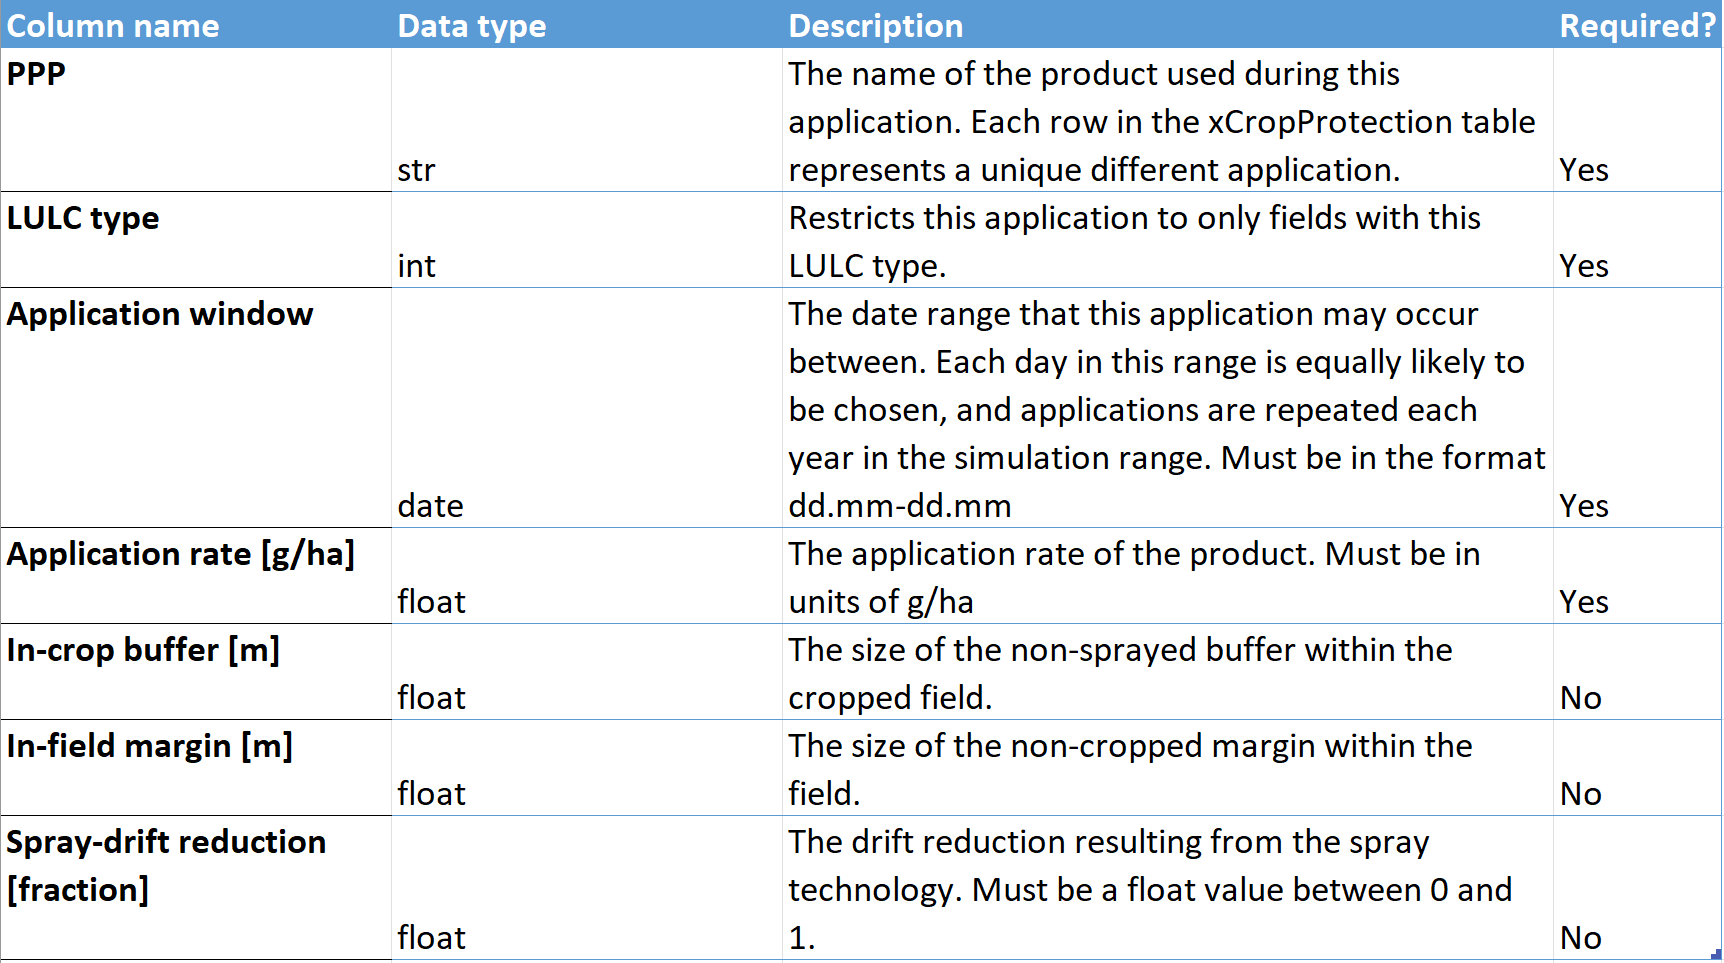 Column name Data type Description Required?
PPP The name of the product used during this
application. Each row in the xCropProtection table
str represents a unique different application. Yes
LULC type Restricts this application to only fields with this
int LULC type. Yes
Application window The date range that this application may occur
between. Each day in this range is equally likely to
be chosen, and applications are repeated each
year in the simulation range. Must be in the format
date dd.mm-dd.mm Yes
Application rate [g/ha] The application rate of the product. Must be in
float units of g/ha Yes
In-crop buffer [m] The size of the non-sprayed buffer within the
float cropped field. No
In-field margin [m] The size of the non-cropped margin within the
float field. No
Spray-drift reduction The drift reduction resulting from the spray
[fraction] technology. Must be a float value between 0 and
float 1. No